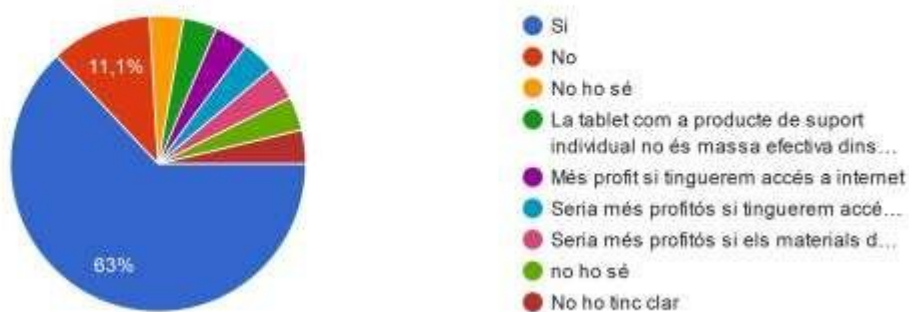 11,1%
63%
Si
No
No ho sé
La tablet com a producte de suport
individual no és massa efectiva dins…
Més profit si tinguerem accés a internet
Seria més profitós si tinguerem accé…
Seria més profitós si els materials d…
no ho sé
No ho tinc clar